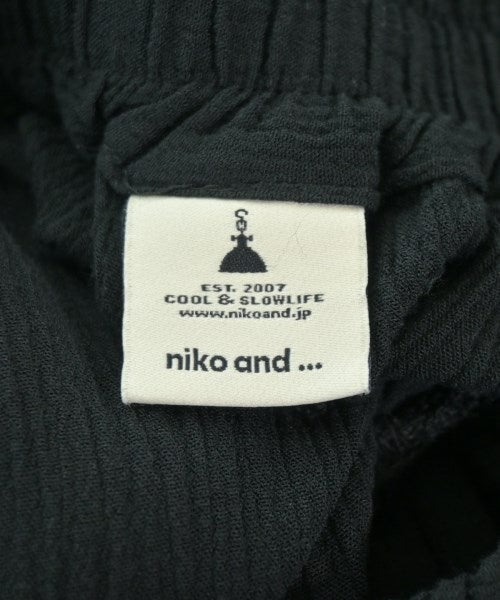 EST. 2007
COOL & SLOWLIFE
www.nikoand.jp
niko and ...